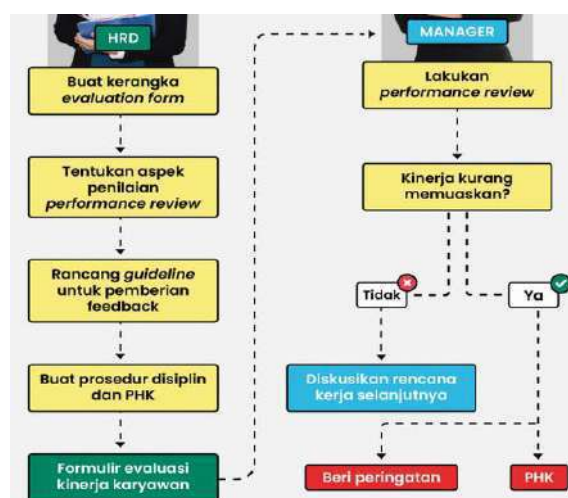 HRD
Buat kerangka
evaluation form
Tentukan aspek
penilaian
performance review
Rancang guideline
untuk pemberian
feedback
Buat prosedur disiplin
dan PHK
Formulir evaluasi
kinerja karyawan
MANAGER
Lakukan
performance review
Kinerja kurang
memuaskan?
Tidak
Ya
Diskusikan rencana
kerja selanjutnya
Beri peringatan
PHK